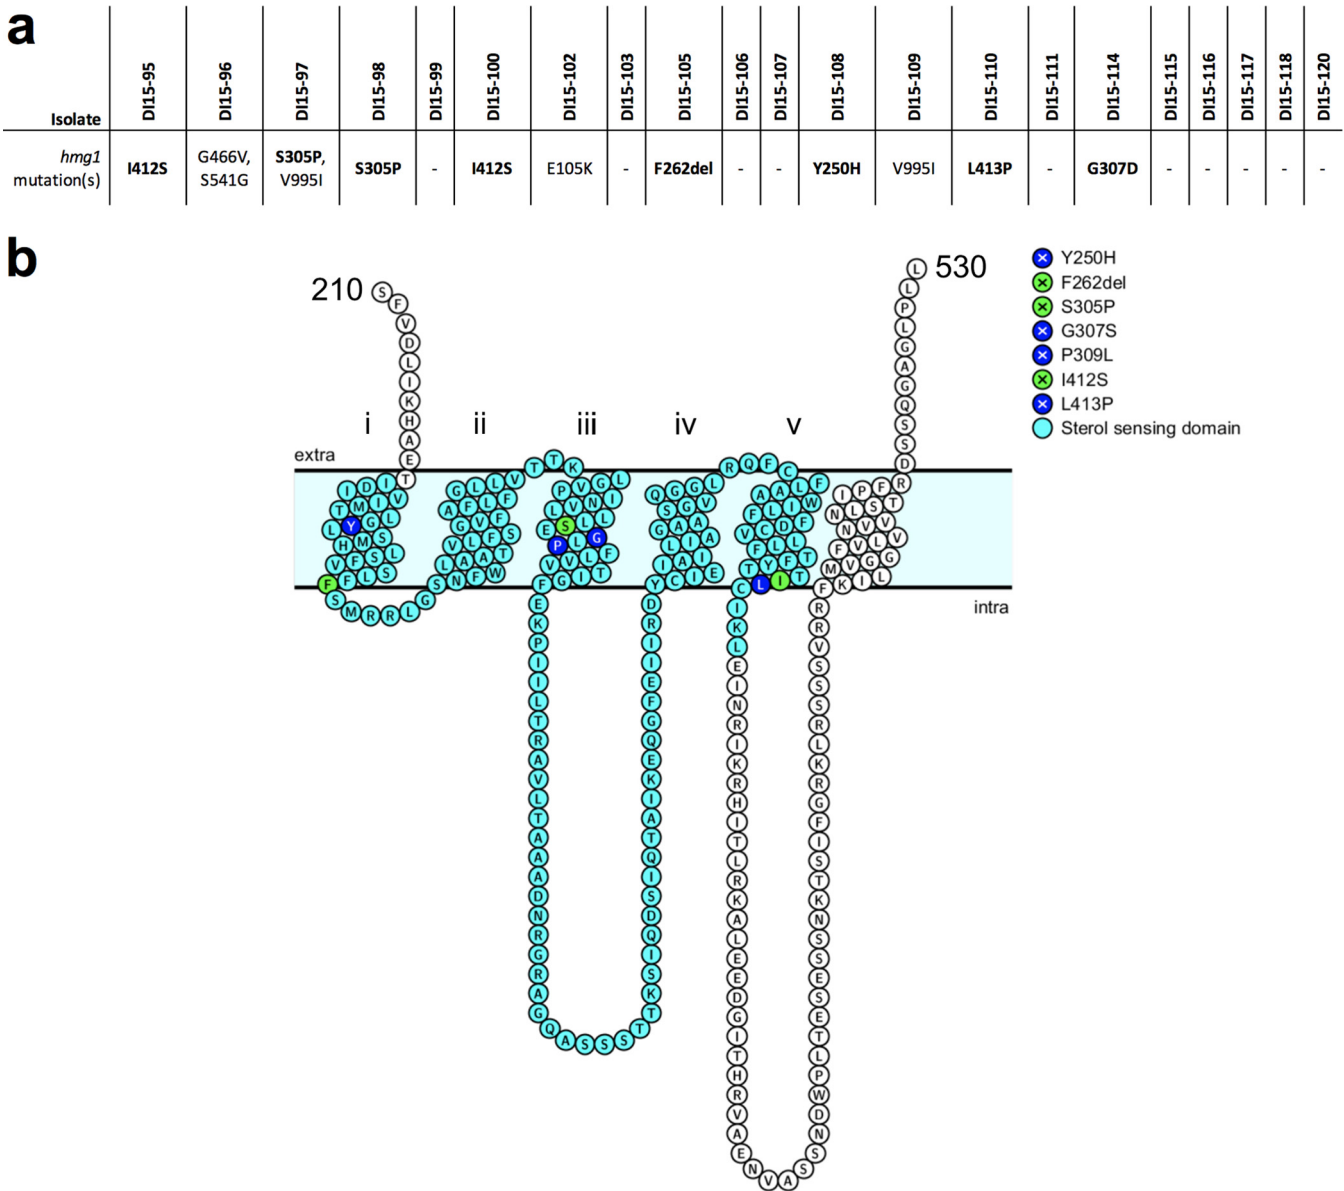 a
Isolate DI15-95 DI15-96 DI15-97 DI15-98 DI15-99 DI15-100 DI15-102 DI15-103 DI15-105 DI15-106 DI15-107 DI15-108 DI15-109 DI15-110 DI15-111 DI15-114 DI15-115 DI15-116 DI15-117 DI15-118 DI15-120
hmg1 mutation(s) I412S G466V, S541G S305P, V995I S305P - I412S E105K - F262del - - Y250H V995I L413P - G307D - - - - -
b
210
530
Y250H
F262del
S305P
G307S
P309L
I412S
L413P
Sterol sensing domain
i ii iii iv v
extra
intra
S F V D L I K H A E T
I D I
T M I V
L Y G L
H M S
V F S L
F F L S
S M R R L G S
G L L V
A F L F
G V F
V L F S
L A A T
N F W
T T K
P V G L
L V N I
E S L L
P L G
V V L F
F G I T
E K P I I L T R A V L T A A A D N R G R A G Q A S S S T T K S I Q D S I Q T A I K E Q G F E I I R D
Q G G L
S G V
G A A
L I A
I A I
Y C I E
R Q F C
A A L F
F L I W
V C D F
F L L
T Y F T
C L I T
I K L E I N R I K R H I T L R K A L E E D G I T H R V A E N V A S S N D W P L T E S E S S N K T S I F G R K L R S S S V R R F
I P F R
N L S T
N V V
F V L V
M V G G
K I L
D S S Q G A G L P L L